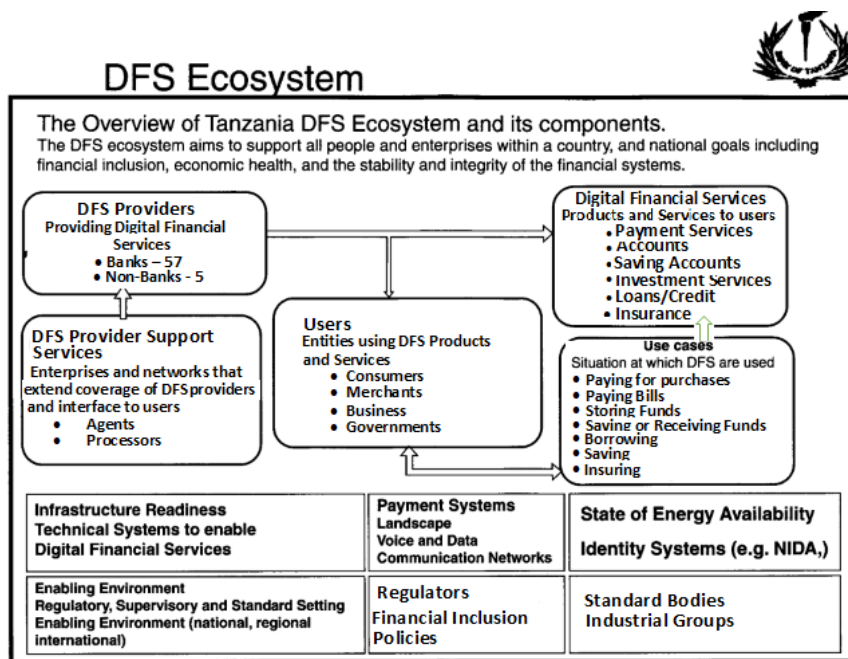 BANK OF TANZANIA
DFS Ecosystem
The Overview of Tanzania DFS Ecosystem and its components.
The DFS ecosystem aims to support all people and enterprises within a country, and national goals including
financial inclusion, economic health, and the stability and integrity of the financial systems.
DFS Providers
Providing Digital Financial
Services
• Banks – 57
• Non-Banks - 5
Digital Financial Services
Products and Services to users
• Payment Services
• Accounts
• Saving Accounts
• Investment Services
• Loans/Credit
• Insurance
DFS Provider Support
Services
Enterprises and networks that
extend coverage of DFS providers
and interface to users
• Agents
• Processors
Users
Entities using DFS Products
and Services
• Consumers
• Merchants
• Business
• Governments
Use cases
Situation at which DFS are used
• Paying for purchases
• Paying Bills
• Storing Funds
• Saving or Receiving Funds
• Borrowing
• Saving
• Insuring
Infrastructure Readiness
Technical Systems to enable
Digital Financial Services
Payment Systems
Landscape
Voice and Data
Communication Networks
State of Energy Availability
Identity Systems (e.g. NIDA,)
Enabling Environment
Regulatory, Supervisory and Standard Setting
Enabling Environment (national, regional
international)
Regulators
Financial Inclusion
Policies
Standard Bodies
Industrial Groups